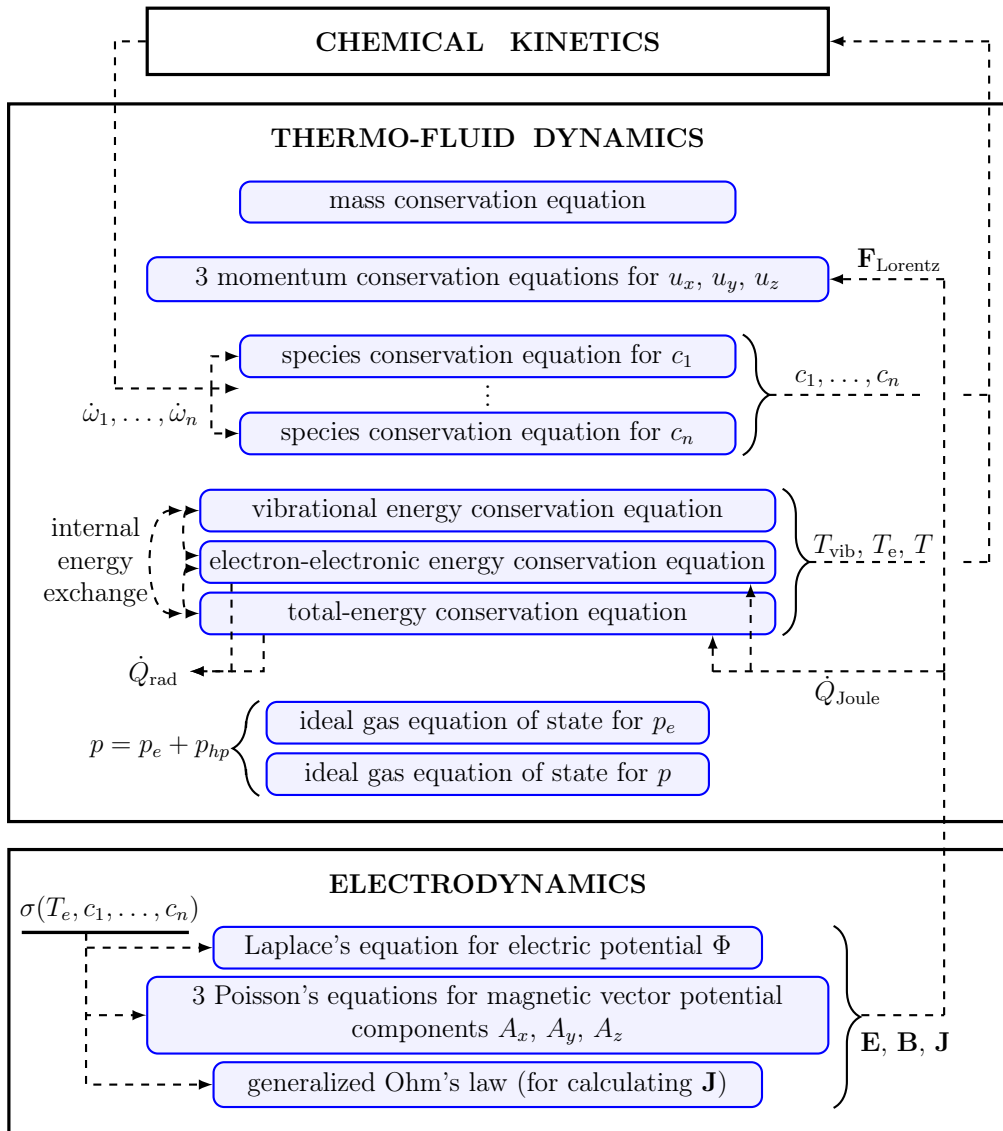 CHEMICAL KINETICS
THERMO-FLUID DYNAMICS
mass conservation equation
3 momentum conservation equations for u_x, u_y, u_z
F_Lorentz
species conservation equation for c_1
⋮
species conservation equation for c_n
ω̇_1, . . . , ω̇_n
c_1, . . . , c_n
internal
energy
exchange
vibrational energy conservation equation
electron-electronic energy conservation equation
total-energy conservation equation
T_vib, T_e, T
Q̇_rad
Q̇_Joule
p = p_e + p_hp
ideal gas equation of state for p_e
ideal gas equation of state for p
ELECTRODYNAMICS
σ(T_e, c_1, . . . , c_n)
Laplace's equation for electric potential Φ
3 Poisson's equations for magnetic vector potential
components A_x, A_y, A_z
generalized Ohm's law (for calculating J)
E, B, J